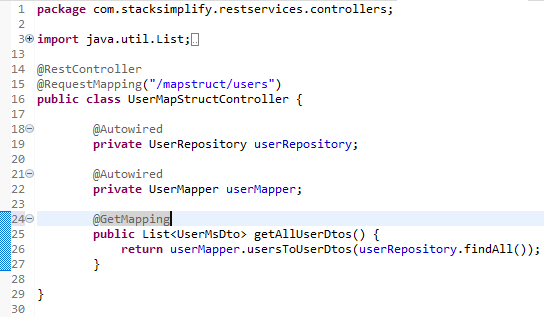 1 package com.stacksimplify.restservices.controllers;
2
3 import java.util.List;
13
14 @RestController
15 @RequestMapping("/mapstruct/users")
16 public class UserMapStructController {
17
18 @Autowired
19 private UserRepository userRepository;
20
21 @Autowired
22 private UserMapper userMapper;
23
24 @GetMapping
25 public List<UserMsDto> getAllUserDtos() {
26 return userMapper.usersToUserDtos(userRepository.findAll());
27 }
28
29 }
30